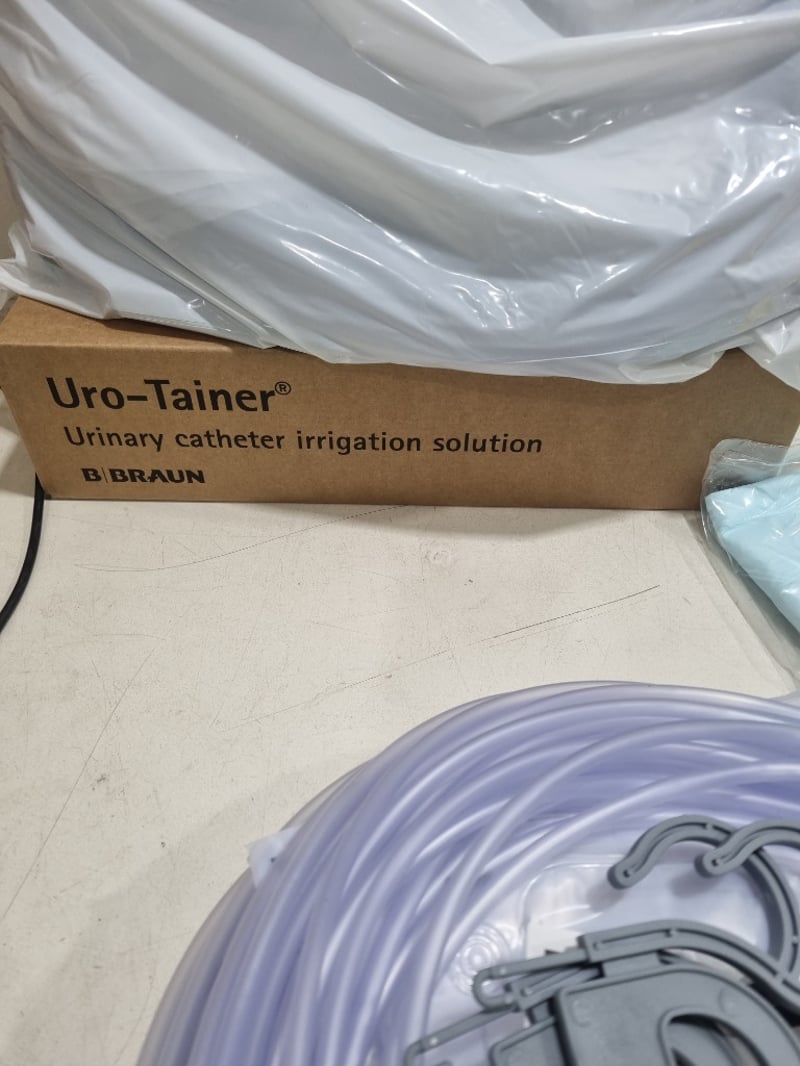 Uro-Tainer®
Urinary catheter irrigation solution
B|BRAUN